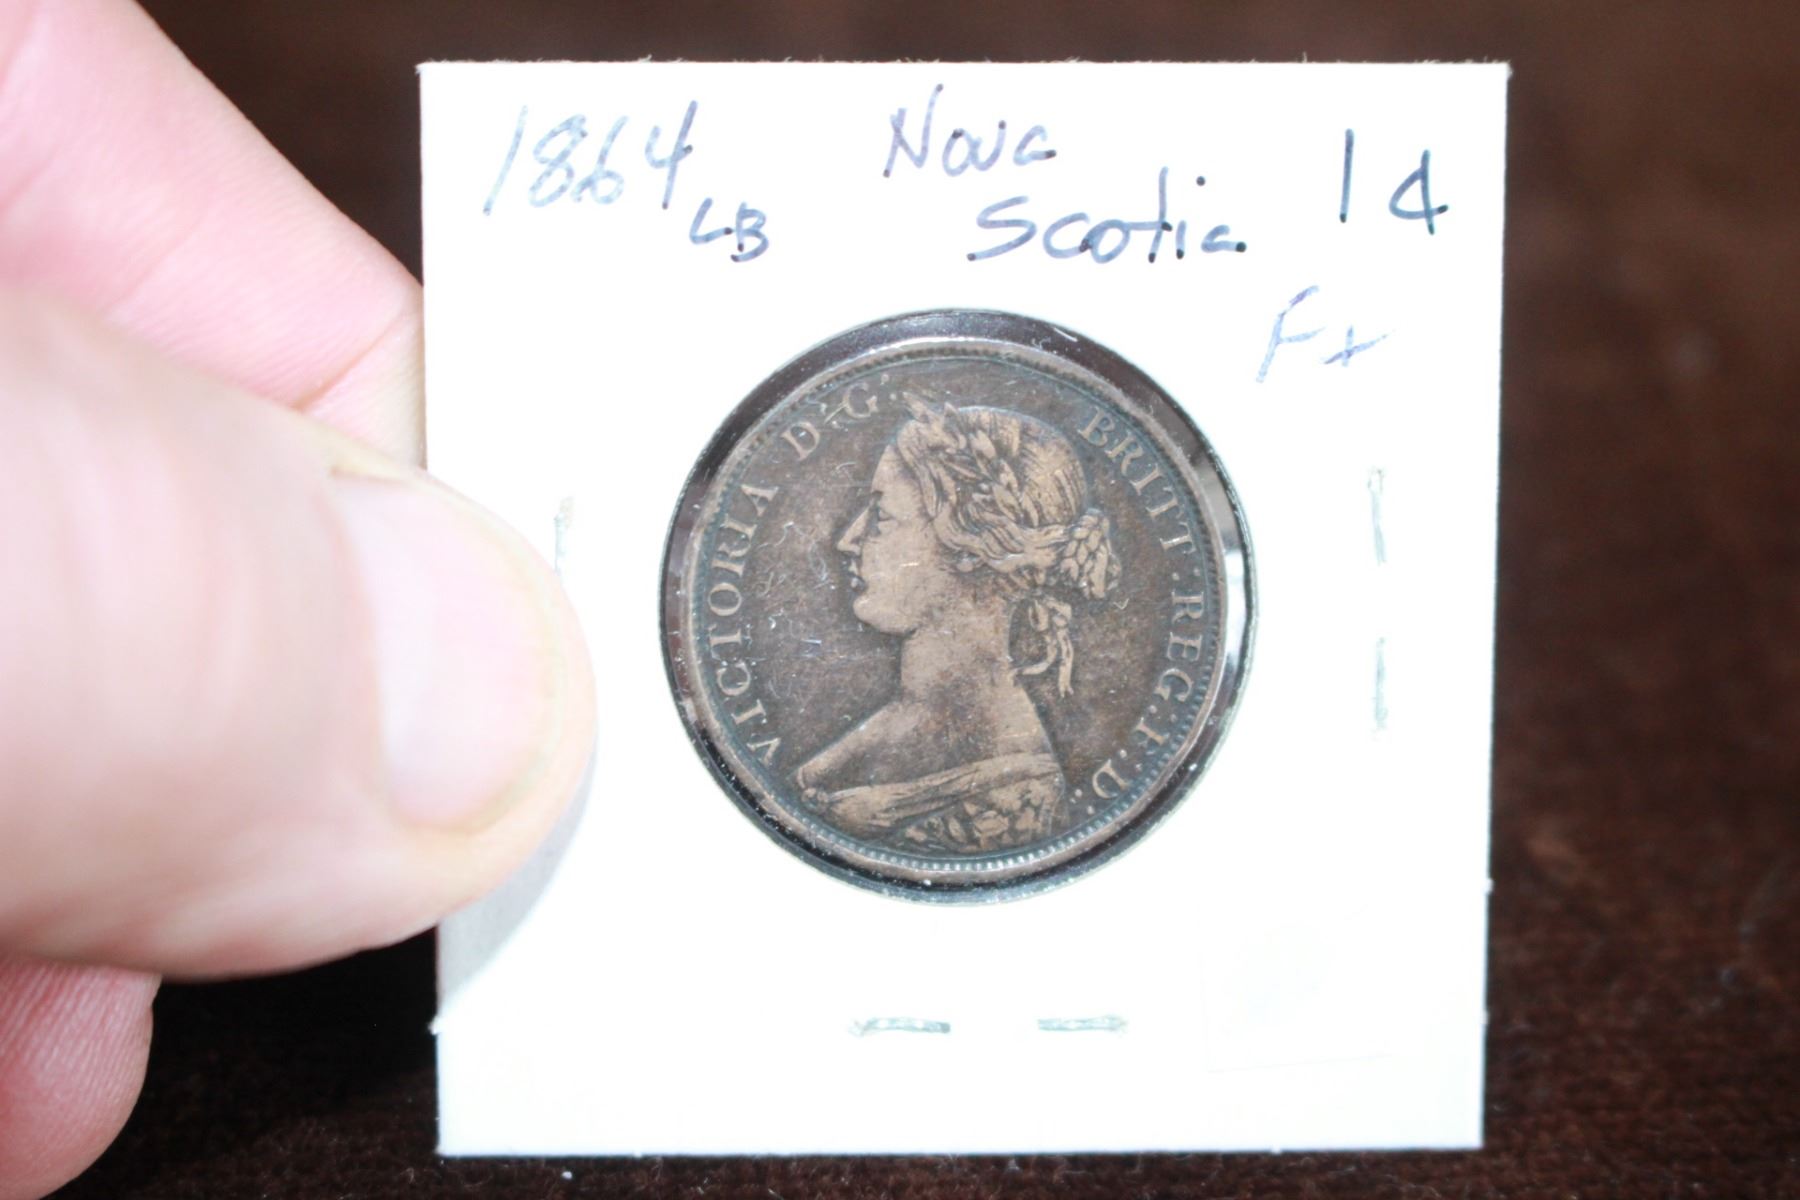 1864 Nova 1¢
LB Scotia
F+
VICTORIA D:G: BRITT:REG:F:D: